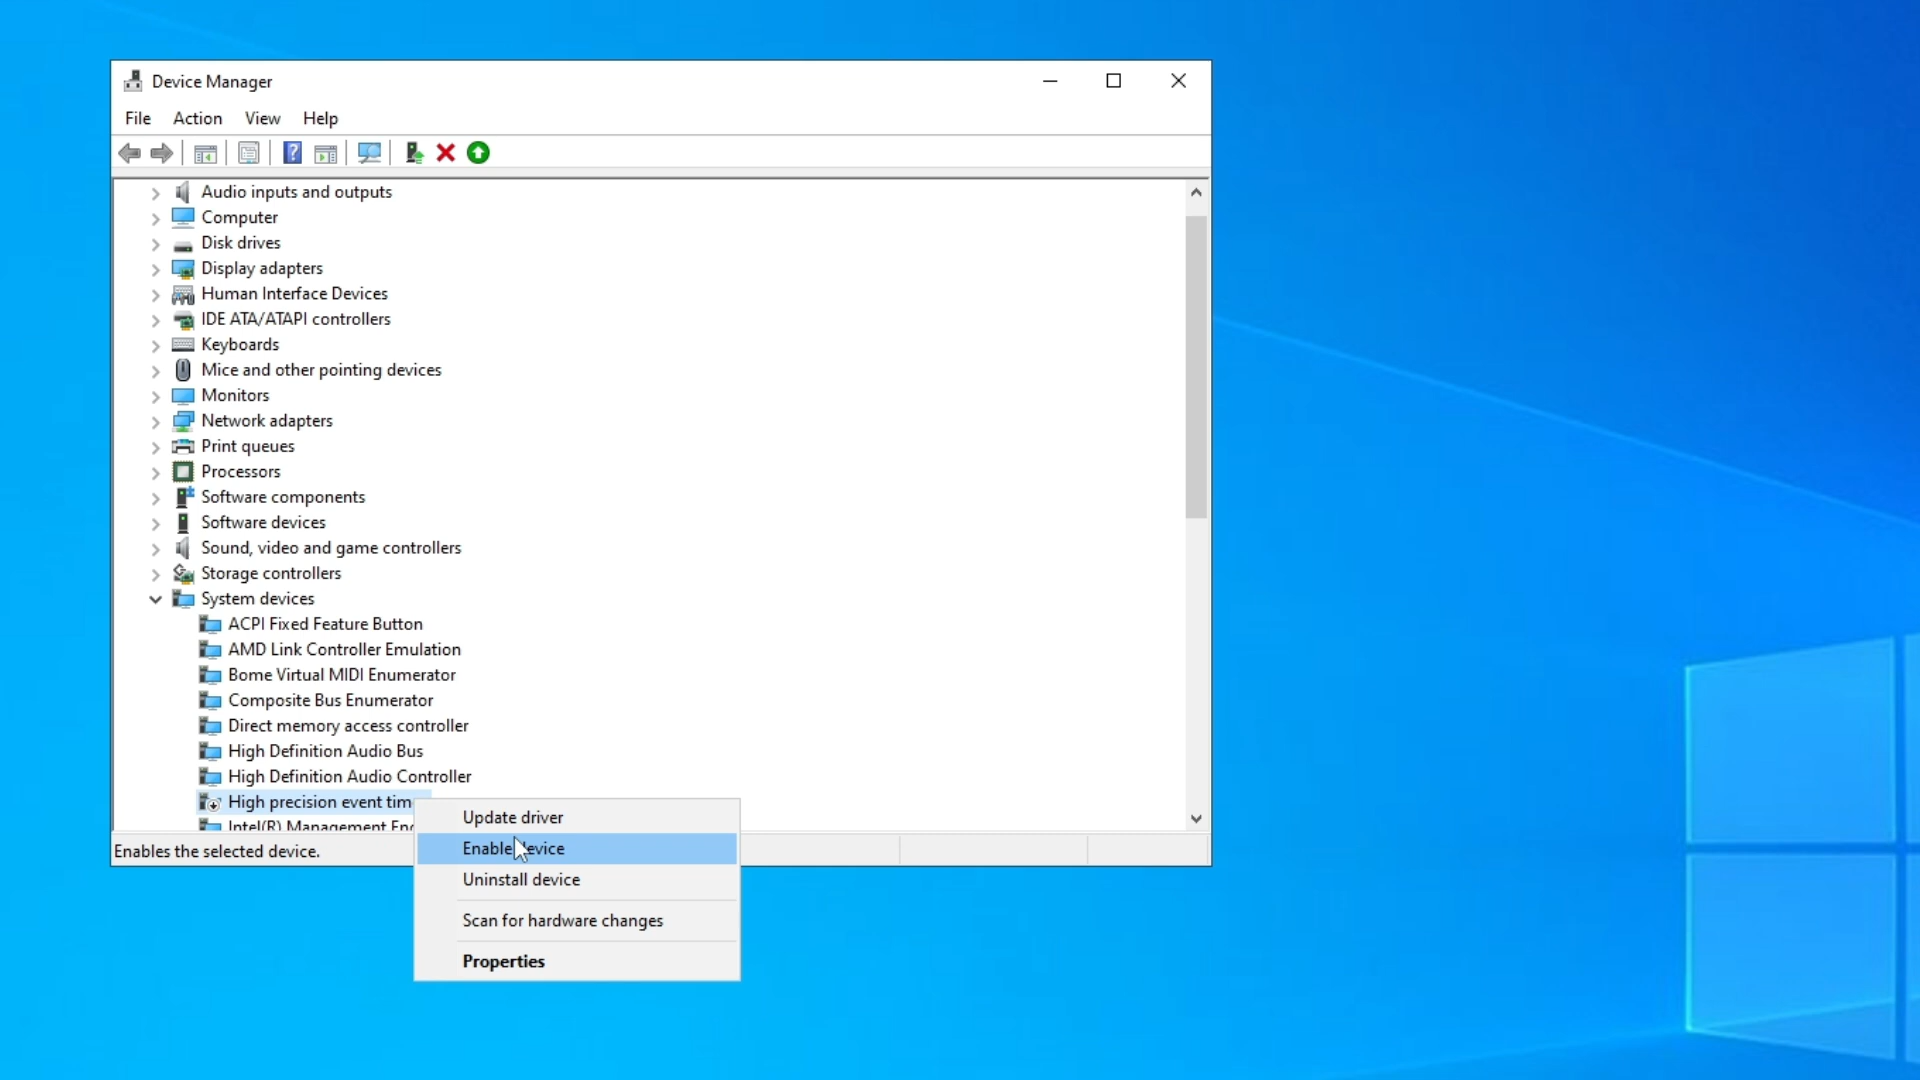 Device Manager
File Action View Help
Audio inputs and outputs
Computer
Disk drives
Display adapters
Human Interface Devices
IDE ATA/ATAPI controllers
Keyboards
Mice and other pointing devices
Monitors
Network adapters
Print queues
Processors
Software components
Software devices
Sound, video and game controllers
Storage controllers
System devices
ACPI Fixed Feature Button
AMD Link Controller Emulation
Bome Virtual MIDI Enumerator
Composite Bus Enumerator
Direct memory access controller
High Definition Audio Bus
High Definition Audio Controller
High precision event tim
Intel(R) Management Eng
Update driver
Enable device
Uninstall device
Scan for hardware changes
Properties
Enables the selected device.